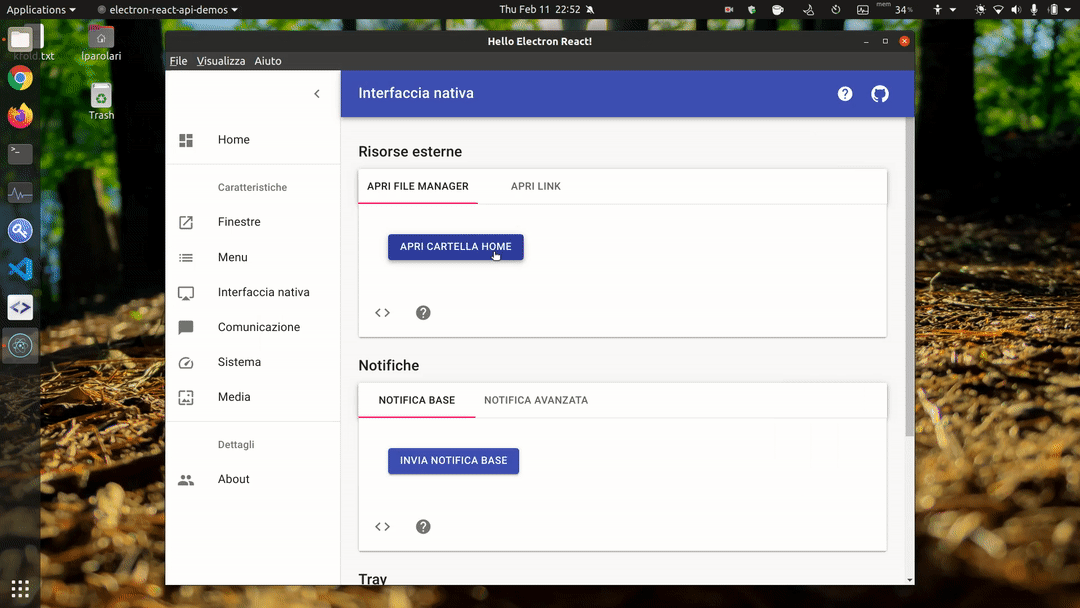 Applications
electron-react-api-demos
Thu Feb 11 22:52
mem
34%
.txt
lparolari
Trash
Hello Electron React!
File Visualizza Aiuto
Interfaccia nativa
Home
Caratteristiche
Finestre
Menu
Interfaccia nativa
Comunicazione
Sistema
Media
Dettagli
About
Risorse esterne
APRI FILE MANAGER APRI LINK
APRI CARTELLA HOME
Notifiche
NOTIFICA BASE NOTIFICA AVANZATA
INVIA NOTIFICA BASE
Tray